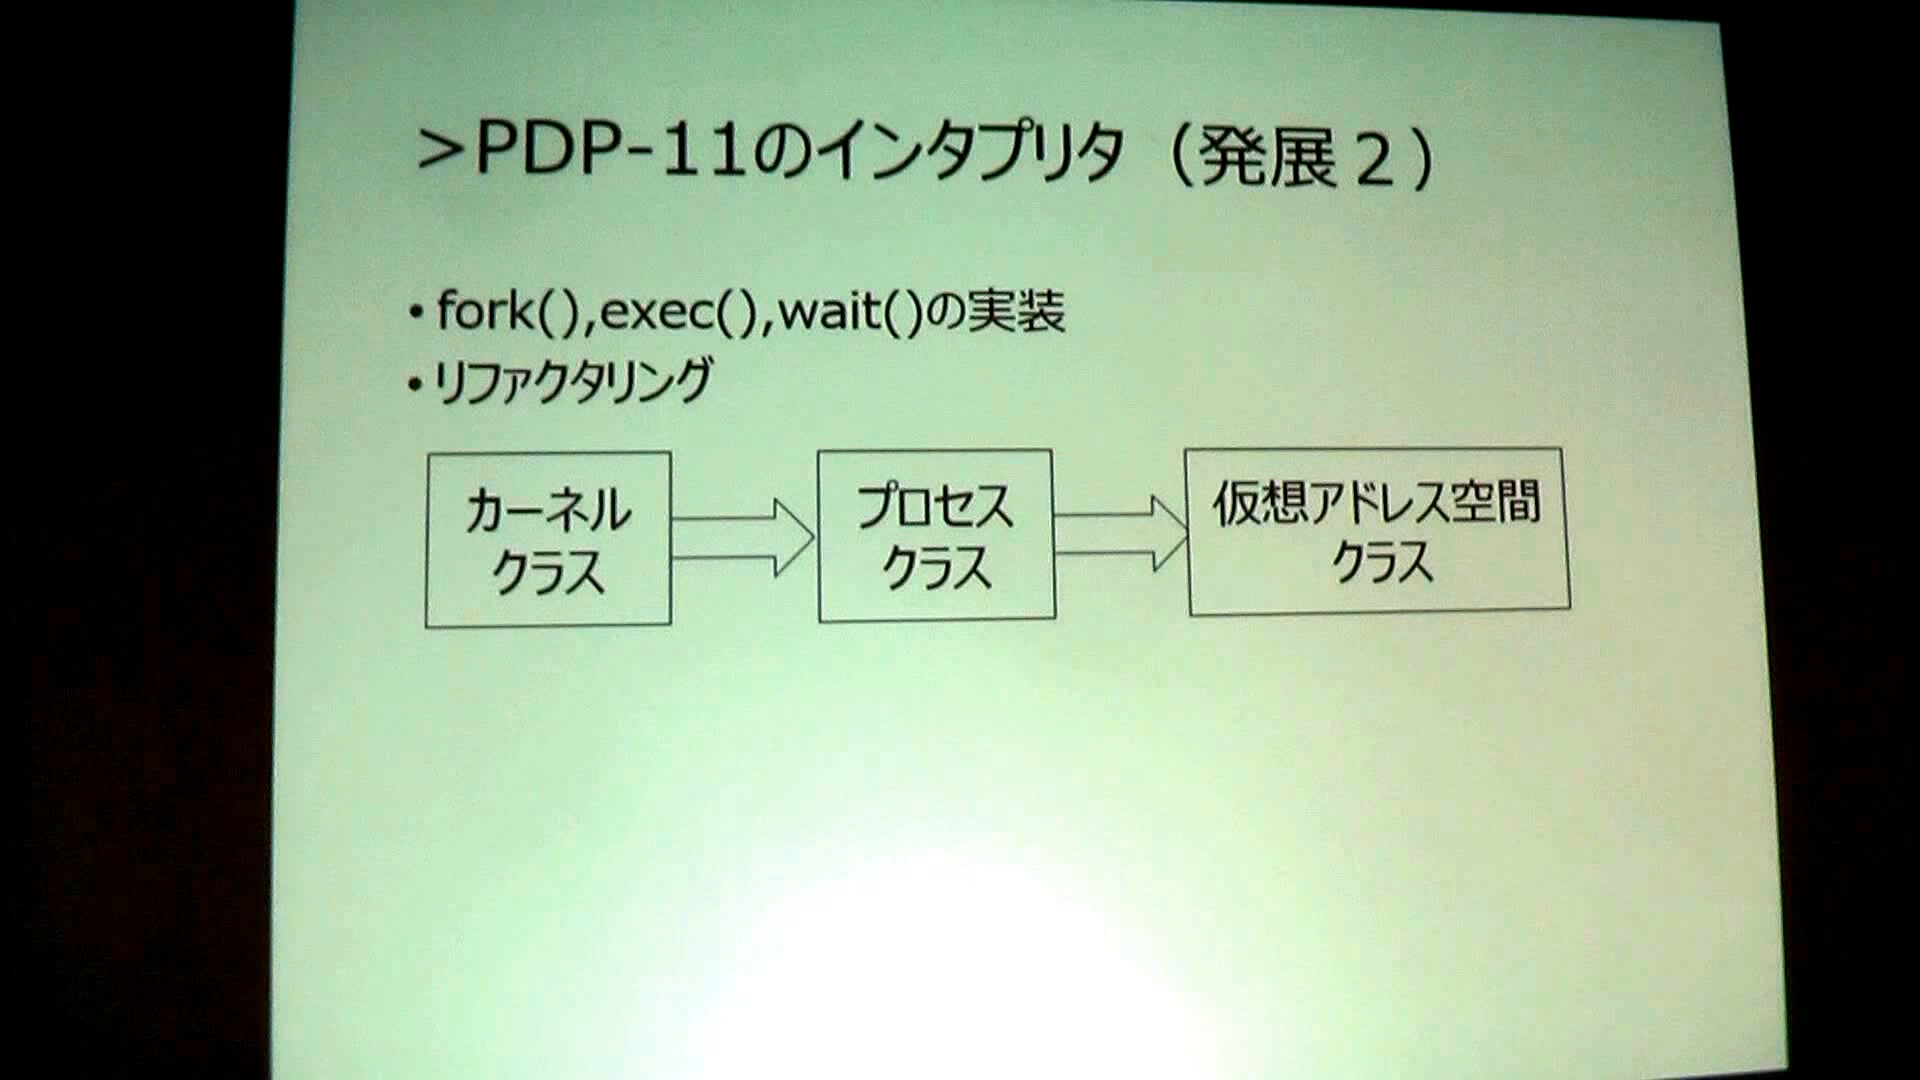 >PDP-11のインタプリタ（発展２）
・fork(),exec(),wait()の実装
・リファクタリング
カーネル
クラス
プロセス
クラス
仮想アドレス空間
クラス